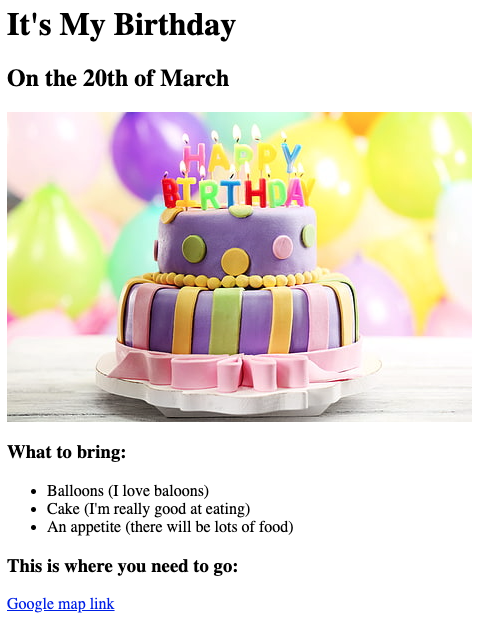 It's My Birthday
On the 20th of March
HAPPY
BIRTHDAY
What to bring:
Balloons (I love baloons)
Cake (I'm really good at eating)
An appetite (there will be lots of food)
This is where you need to go:
Google map link